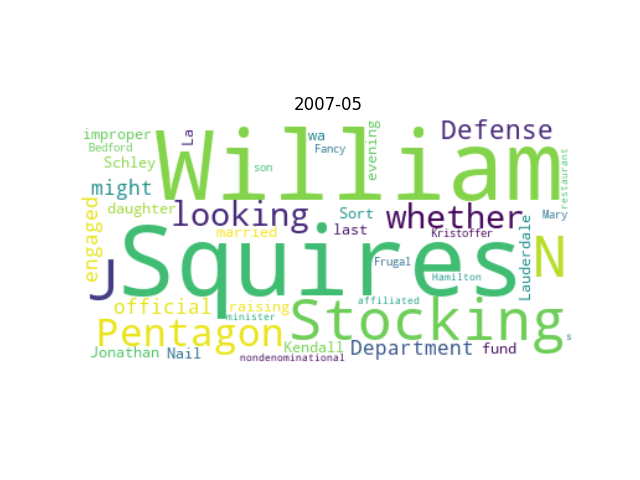 2007-05
improper
Bedford
Schley
La
William
son
wa
Fancy
evening
Defense
restaurant
might
daughter
looking
Sort
last
whether
Mary
engaged
married
Kristoffer
J
Squires
Frugal
Hamilton
Lauderdale
N
official
raising
minister
affiliated
Stocking
Pentagon
Kendall
Department
fund
s
Jonathan
Nail
nondenominational